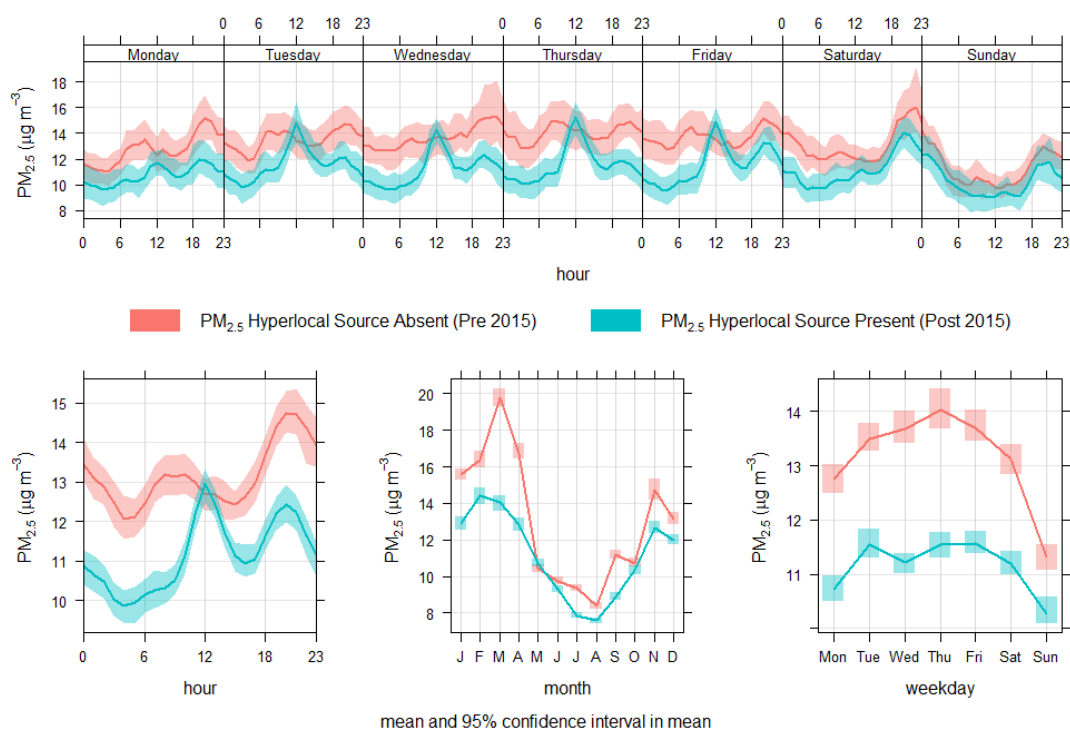 0 6 12 18 23 0 6 12 18 23 0 6 12 18 23
Monday Tuesday Wednesday Thursday Friday Saturday Sunday
PM2.5 (µg m−3)
18
16
14
12
10
8
0 6 12 18 23 0 6 12 18 23 0 6 12 18 23 0 6 12 18 23
hour
PM2.5 Hyperlocal Source Absent (Pre 2015) PM2.5 Hyperlocal Source Present (Post 2015)
PM2.5 (µg m−3)
15
14
13
12
11
10
0 6 12 18 23
hour
PM2.5 (µg m−3)
20
18
16
14
12
10
8
J F M A M J J A S O N D
month
PM2.5 (µg m−3)
14
13
12
11
Mon Tue Wed Thu Fri Sat Sun
weekday
mean and 95% confidence interval in mean